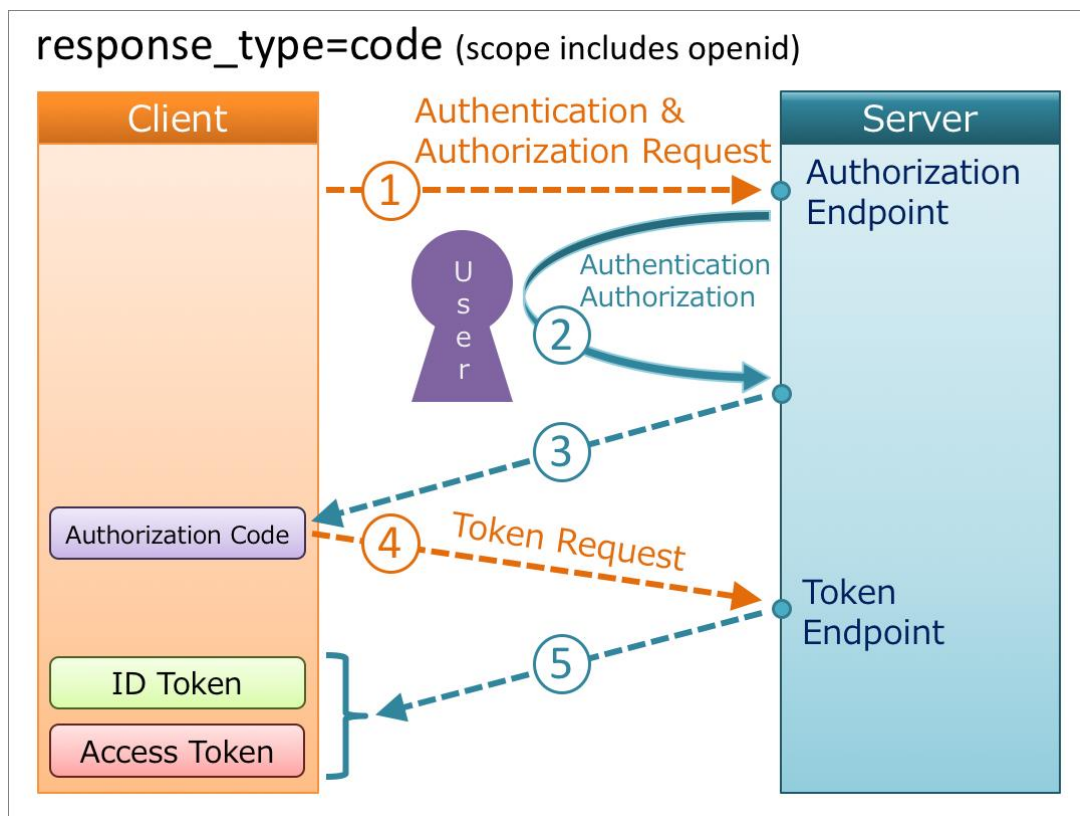 response_type=code (scope includes openid)
Client
Authentication &
Authorization Request
Server
1
Authorization
Endpoint
User
Authentication
Authorization
2
3
Authorization Code
4
Token Request
Token
Endpoint
5
ID Token
Access Token